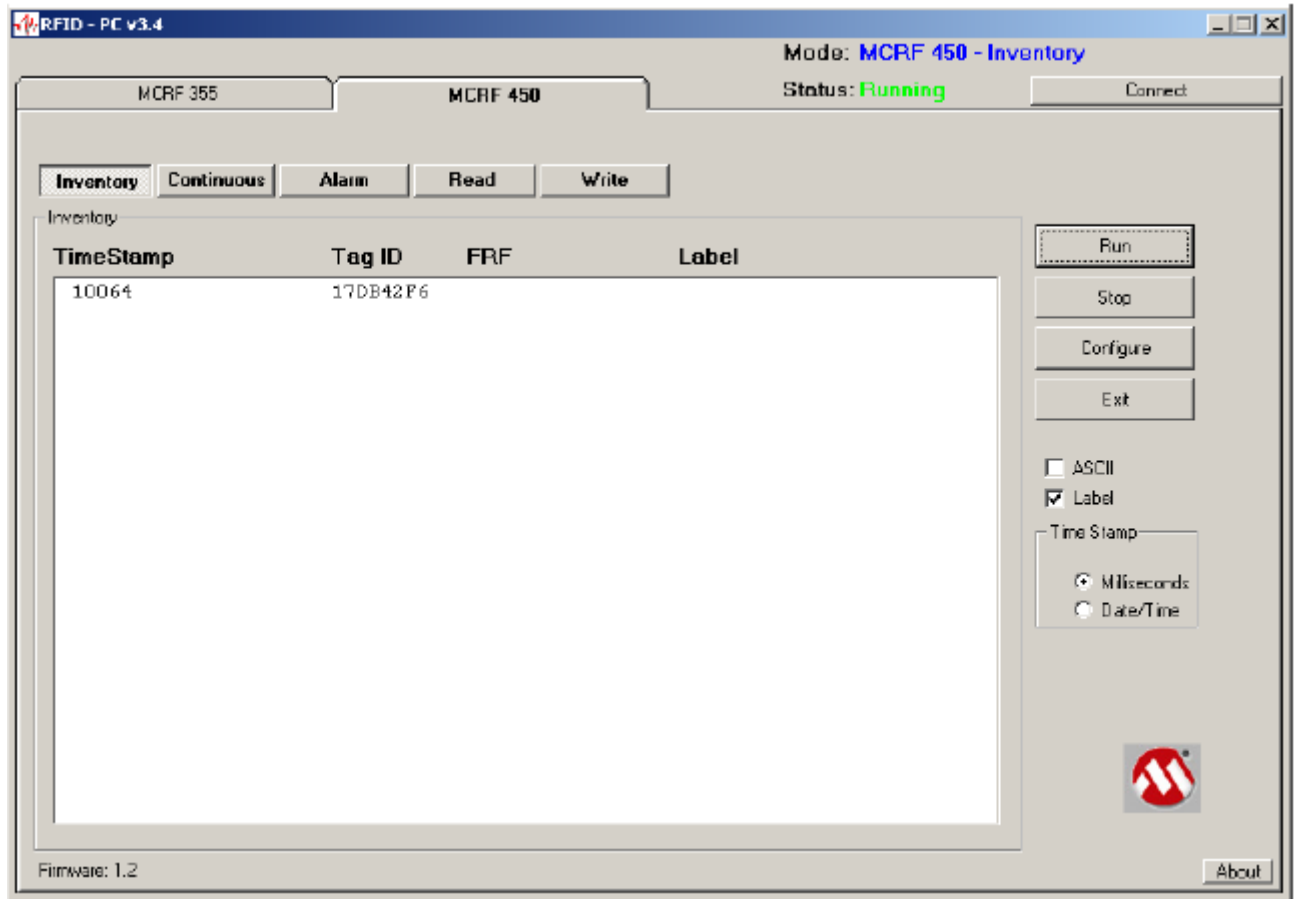 RFID - PC v3.4
Mode: MCRF 450 - Inventory
MCRF 355 MCRF 450 Status: Running Connect
Inventory Continuous Alarm Read Write
Inventory
TimeStamp Tag ID FRF Label
Run
10064 17DB42F6
Stop
Configure
Exit
ASCII
Label
Time Stamp
Milliseconds
Date/Time
Firmware: 1.2 About